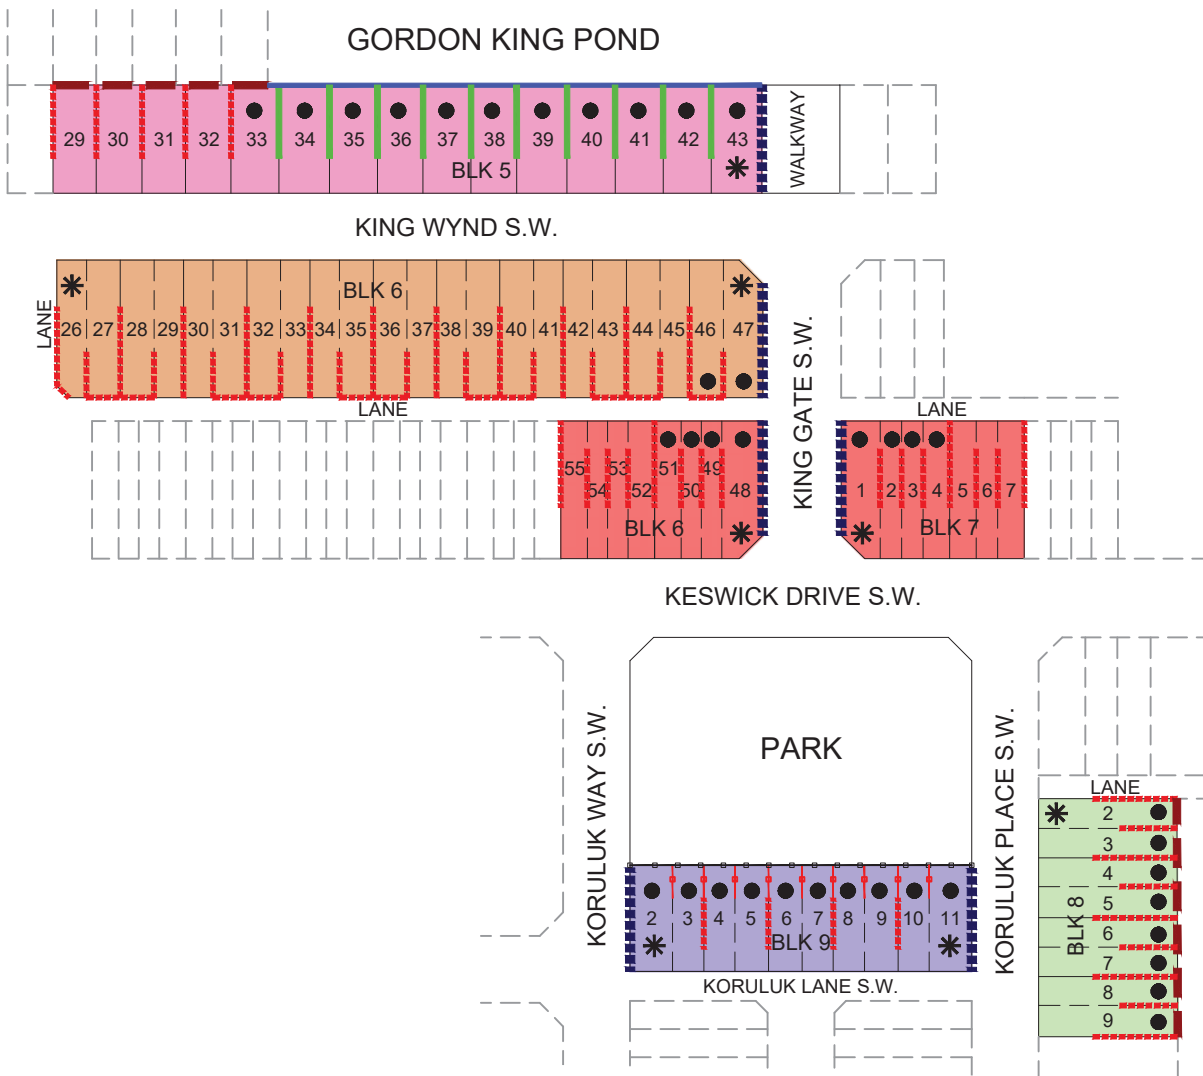 GORDON KING POND
29 30 31 32 33 34 35 36 37 38 39 40 41 42 43
BLK 5
WALKWAY
KING WYND S.W.
BLK 6
LANE
26 27 28 29 30 31 32 33 34 35 36 37 38 39 40 41 42 43 44 45 46 47
LANE
KING GATE S.W.
LANE
55 53 51 49
54 52 50 48
BLK 6
1 2 3 4 5 6 7
BLK 7
KESWICK DRIVE S.W.
KORULUK WAY S.W.
PARK
KORULUK PLACE S.W.
LANE
2
3
4
5
6
7
8
9
BLK 8
2 3 4 5 6 7 8 9 10 11
BLK 9
KORULUK LANE S.W.